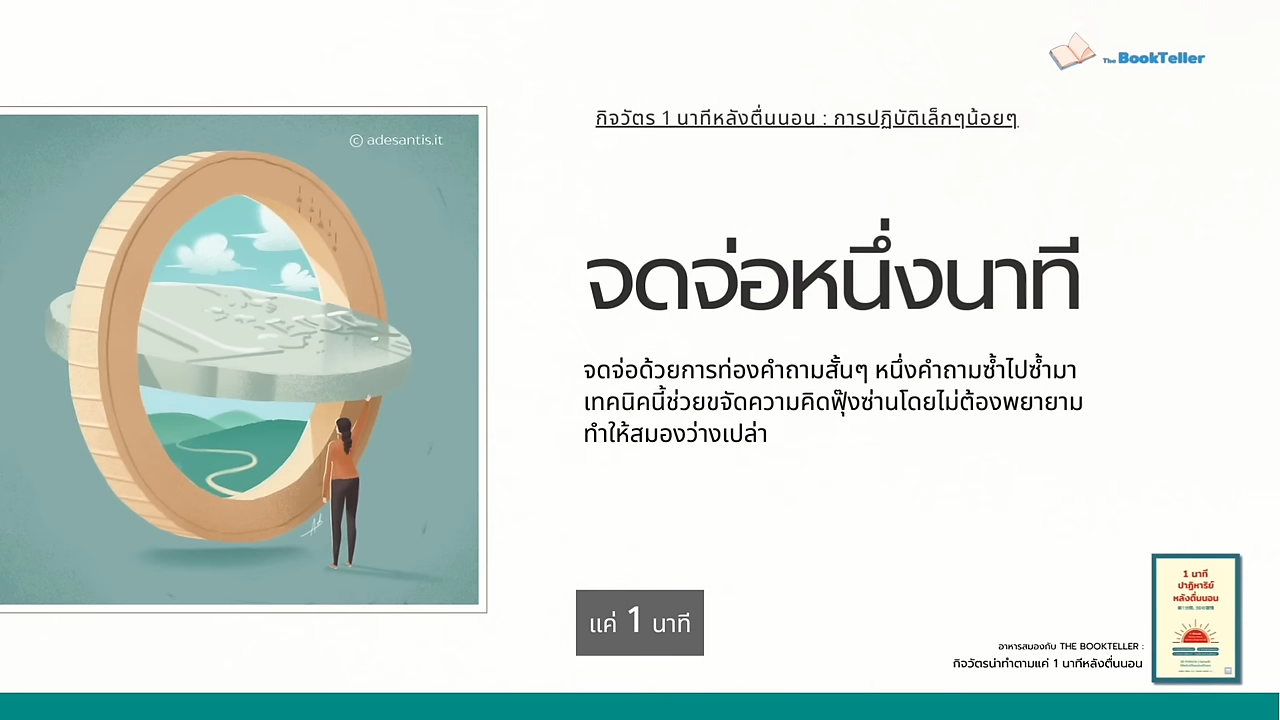 The BookTeller
กิจวัตร 1 นาทีหลังตื่นนอน : การปฏิบัติเล็กๆน้อยๆ
© adesantis.it
จดจ่อหนึ่งนาที
จดจ่อด้วยการท่องคำถามสั้นๆ หนึ่งคำถามซ้ำไปซ้ำมา
เทคนิคนี้ช่วยขจัดความคิดฟุ้งซ่านโดยไม่ต้องพยายาม
ทำให้สมองว่างเปล่า
แค่ 1 นาที
อาหารสมองกับ THE BOOKTELLER :
กิจวัตรน่าทำตามแค่ 1 นาทีหลังตื่นนอน
1 นาที
ปาฏิหาริย์
หลังตื่นนอน